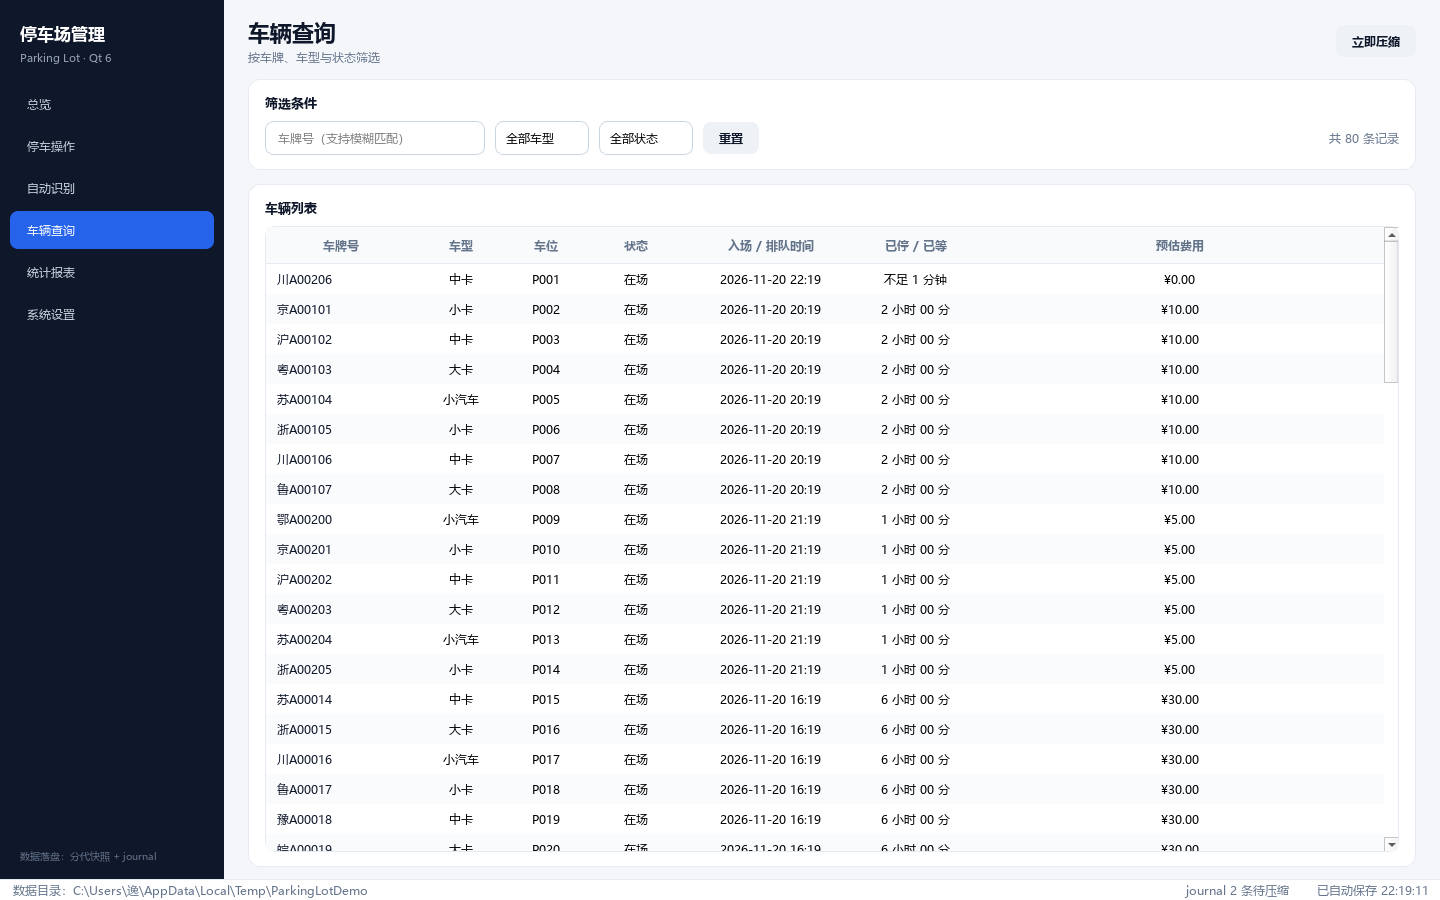 停车场管理
Parking Lot · Qt 6
总览
停车操作
自动识别
车辆查询
统计报表
系统设置
数据落盘：分代快照 + journal
车辆查询
按车牌、车型与状态筛选
立即压缩
筛选条件
车牌号（支持模糊匹配） 全部车型 全部状态 重置 共 80 条记录
车辆列表
车牌号 车型 车位 状态 入场 / 排队时间 已停 / 已等 预估费用
川A00206 中卡 P001 在场 2026-11-20 22:19 不足 1 分钟 ¥0.00
京A00101 小卡 P002 在场 2026-11-20 20:19 2 小时 00 分 ¥10.00
沪A00102 中卡 P003 在场 2026-11-20 20:19 2 小时 00 分 ¥10.00
粤A00103 大卡 P004 在场 2026-11-20 20:19 2 小时 00 分 ¥10.00
苏A00104 小汽车 P005 在场 2026-11-20 20:19 2 小时 00 分 ¥10.00
浙A00105 小卡 P006 在场 2026-11-20 20:19 2 小时 00 分 ¥10.00
川A00106 中卡 P007 在场 2026-11-20 20:19 2 小时 00 分 ¥10.00
鲁A00107 大卡 P008 在场 2026-11-20 20:19 2 小时 00 分 ¥10.00
鄂A00200 小汽车 P009 在场 2026-11-20 21:19 1 小时 00 分 ¥5.00
京A00201 小卡 P010 在场 2026-11-20 21:19 1 小时 00 分 ¥5.00
沪A00202 中卡 P011 在场 2026-11-20 21:19 1 小时 00 分 ¥5.00
粤A00203 大卡 P012 在场 2026-11-20 21:19 1 小时 00 分 ¥5.00
苏A00204 小汽车 P013 在场 2026-11-20 21:19 1 小时 00 分 ¥5.00
浙A00205 小卡 P014 在场 2026-11-20 21:19 1 小时 00 分 ¥5.00
苏A00014 中卡 P015 在场 2026-11-20 16:19 6 小时 00 分 ¥30.00
浙A00015 大卡 P016 在场 2026-11-20 16:19 6 小时 00 分 ¥30.00
川A00016 小汽车 P017 在场 2026-11-20 16:19 6 小时 00 分 ¥30.00
鲁A00017 小卡 P018 在场 2026-11-20 16:19 6 小时 00 分 ¥30.00
豫A00018 中卡 P019 在场 2026-11-20 16:19 6 小时 00 分 ¥30.00
皖A00019 大卡 P020 在场 2026-11-20 16:19 6 小时 00 分 ¥30.00
数据目录：C:\Users\逸\AppData\Local\Temp\ParkingLotDemo journal 2 条待压缩 已自动保存 22:19:11